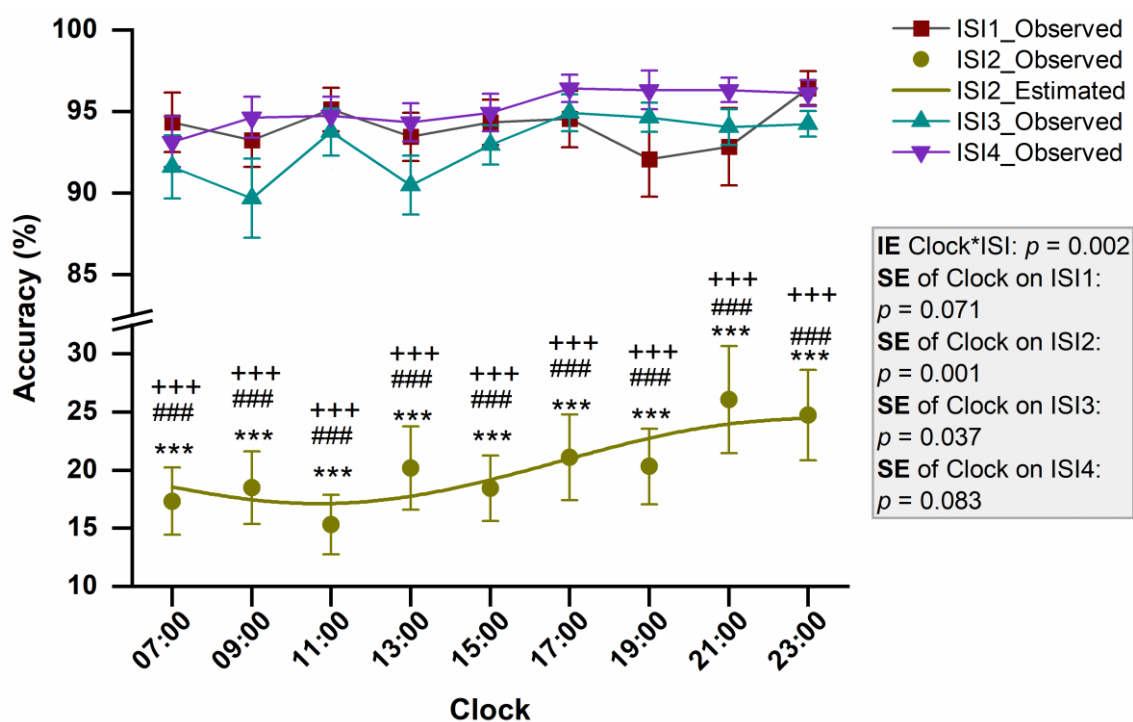 100
95
90
85
30
25
20
15
10
Accuracy (%)
+++
###
***
+++
###
***
+++
###
***
+++
###
***
+++
###
***
+++
###
***
+++
###
***
+++
###
***
+++
###
***
07:00
09:00
11:00
13:00
15:00
17:00
19:00
21:00
23:00
Clock
ISI1_Observed
ISI2_Observed
ISI2_Estimated
ISI3_Observed
ISI4_Observed
IE Clock*ISI: p = 0.002
SE of Clock on ISI1:
p = 0.071
SE of Clock on ISI2:
p = 0.001
SE of Clock on ISI3:
p = 0.037
SE of Clock on ISI4:
p = 0.083